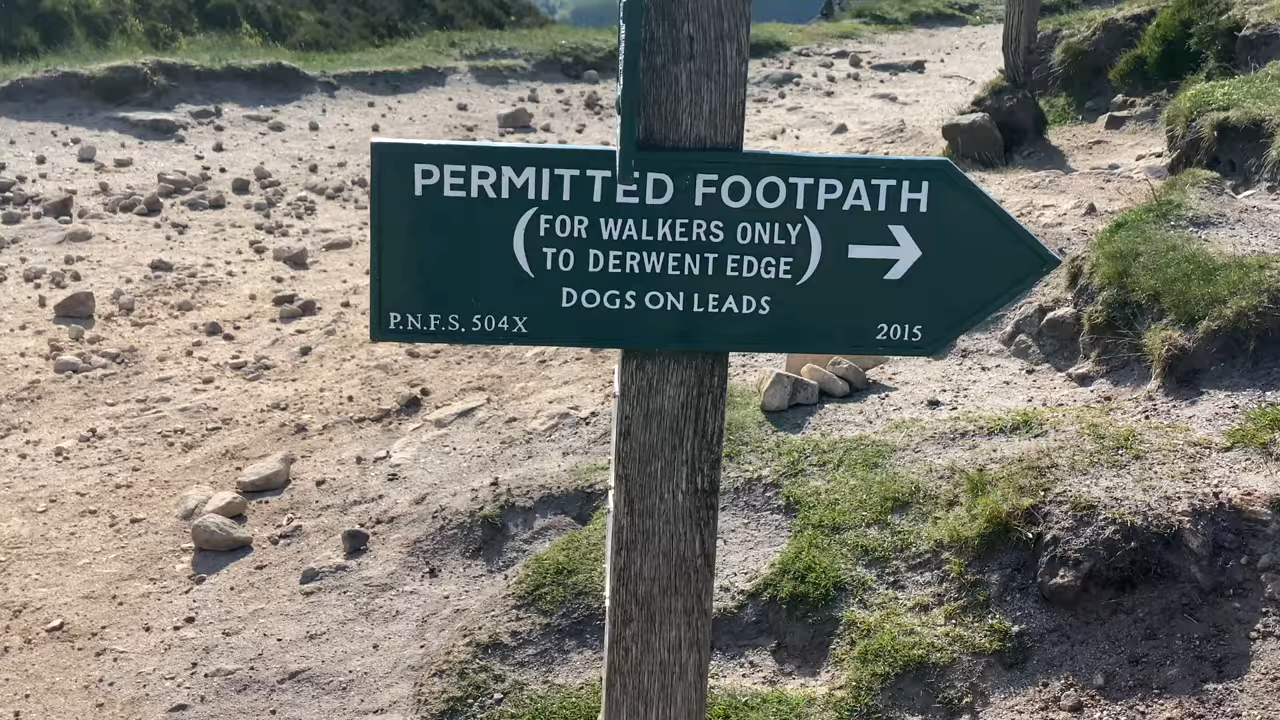 PERMITTED FOOTPATH
(FOR WALKERS ONLY
TO DERWENT EDGE)
→
DOGS ON LEADS
P.N.F.S. 504X
2015